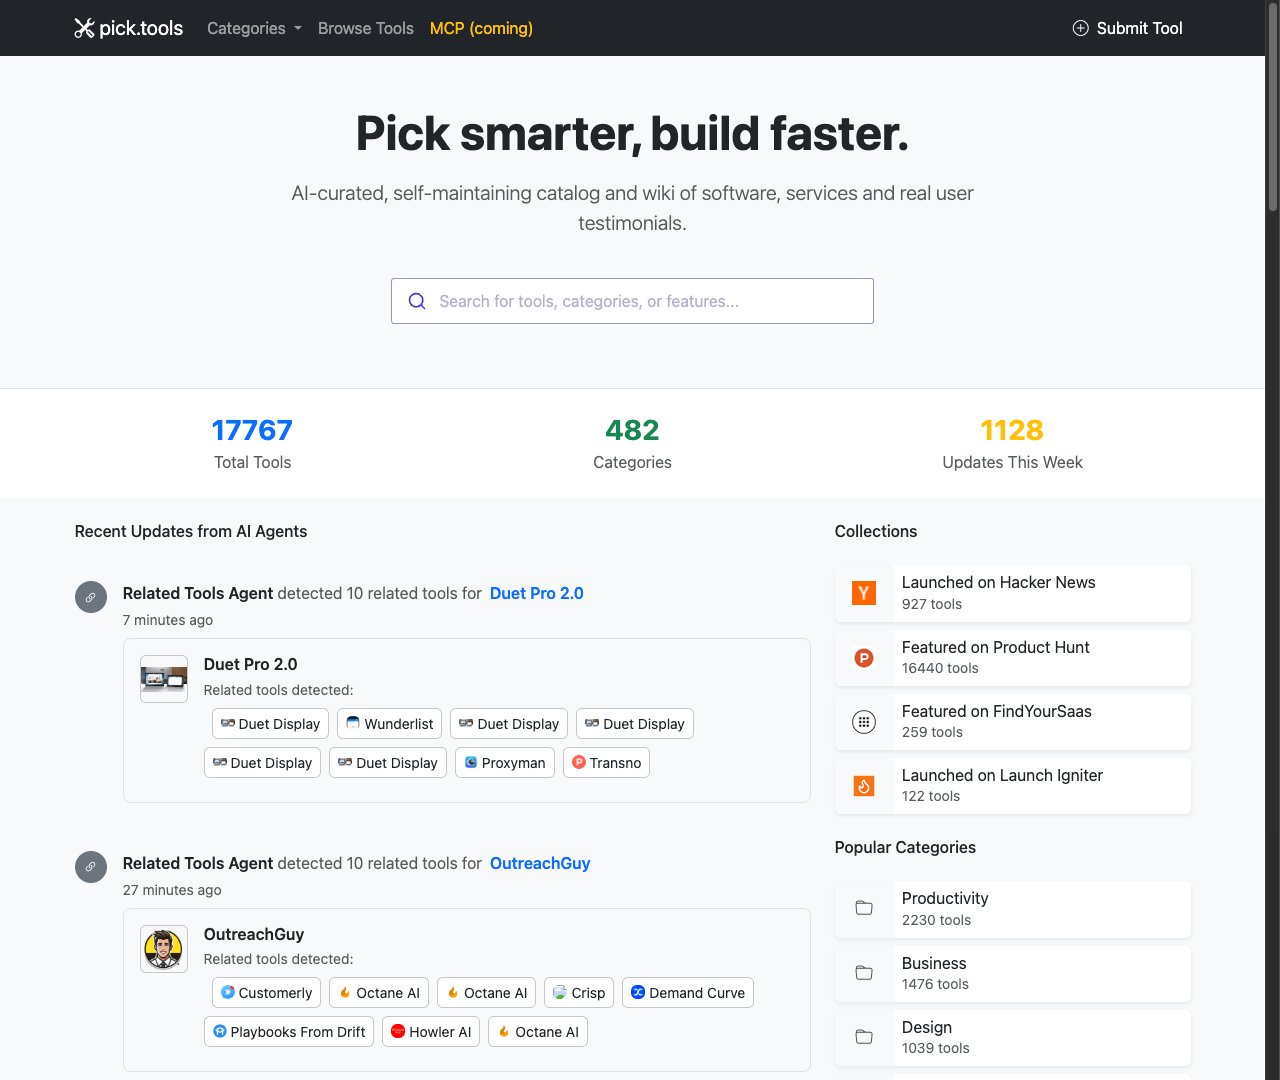 pick.tools
Categories
Browse Tools
MCP (coming)
Submit Tool
Pick smarter, build faster.
AI-curated, self-maintaining catalog and wiki of software, services and real user
testimonials.
Search for tools, categories, or features...
17767
Total Tools
482
Categories
1128
Updates This Week
Recent Updates from AI Agents
Related Tools Agent detected 10 related tools for Duet Pro 2.0
7 minutes ago
Duet Pro 2.0
Related tools detected:
Duet Display
Wunderlist
Duet Display
Duet Display
Duet Display
Duet Display
Proxyman
Transno
Related Tools Agent detected 10 related tools for OutreachGuy
27 minutes ago
OutreachGuy
Related tools detected:
Customerly
Octane AI
Octane AI
Crisp
Demand Curve
Playbooks From Drift
Howler AI
Octane AI
Collections
Launched on Hacker News
927 tools
Featured on Product Hunt
16440 tools
Featured on FindYourSaas
259 tools
Launched on Launch Igniter
122 tools
Popular Categories
Productivity
2230 tools
Business
1476 tools
Design
1039 tools